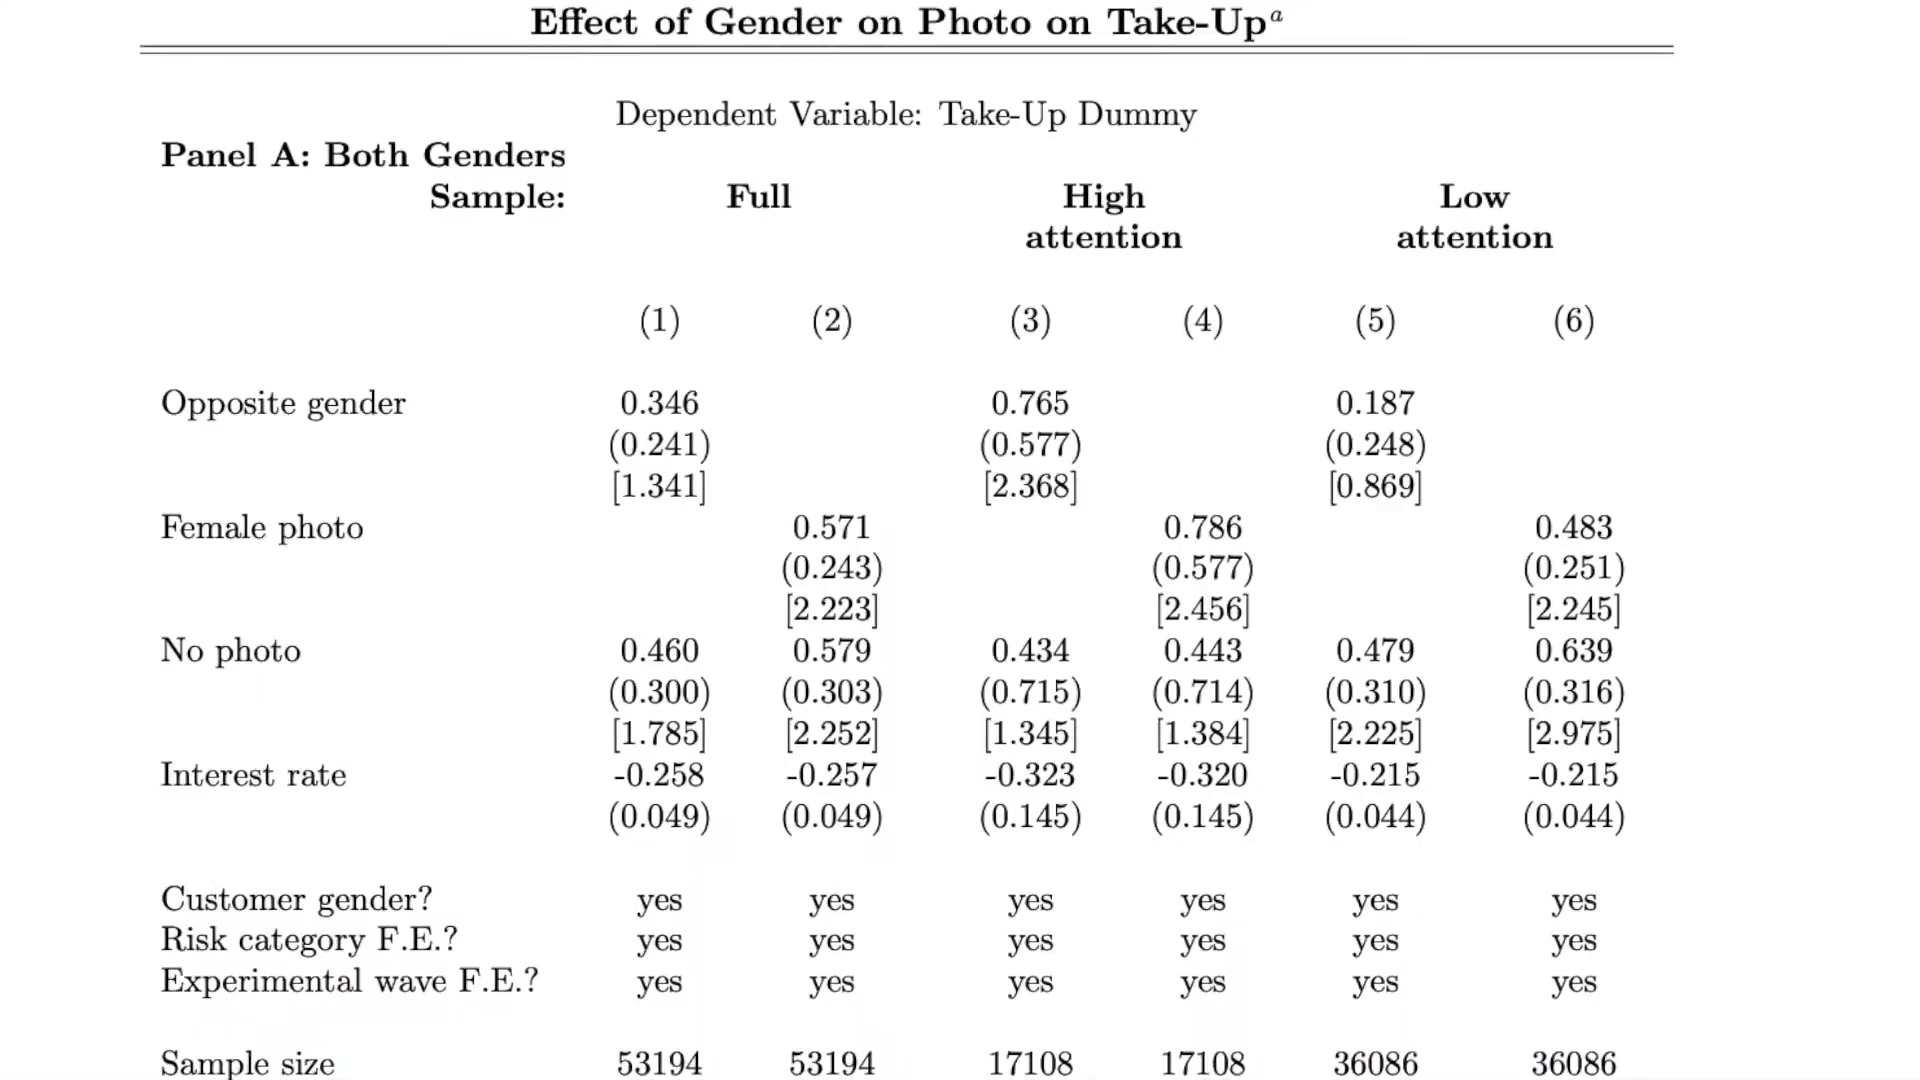 Effect of Gender on Photo on Take-Up^a
Dependent Variable: Take-Up Dummy
Panel A: Both Genders
Sample: Full High Low
attention attention
(1) (2) (3) (4) (5) (6)
Opposite gender 0.346 0.765 0.187
(0.241) (0.577) (0.248)
[1.341] [2.368] [0.869]
Female photo 0.571 0.786 0.483
(0.243) (0.577) (0.251)
[2.223] [2.456] [2.245]
No photo 0.460 0.579 0.434 0.443 0.479 0.639
(0.300) (0.303) (0.715) (0.714) (0.310) (0.316)
[1.785] [2.252] [1.345] [1.384] [2.225] [2.975]
Interest rate -0.258 -0.257 -0.323 -0.320 -0.215 -0.215
(0.049) (0.049) (0.145) (0.145) (0.044) (0.044)
Customer gender? yes yes yes yes yes yes
Risk category F.E.? yes yes yes yes yes yes
Experimental wave F.E.? yes yes yes yes yes yes
Sample size 53194 53194 17108 17108 36086 36086